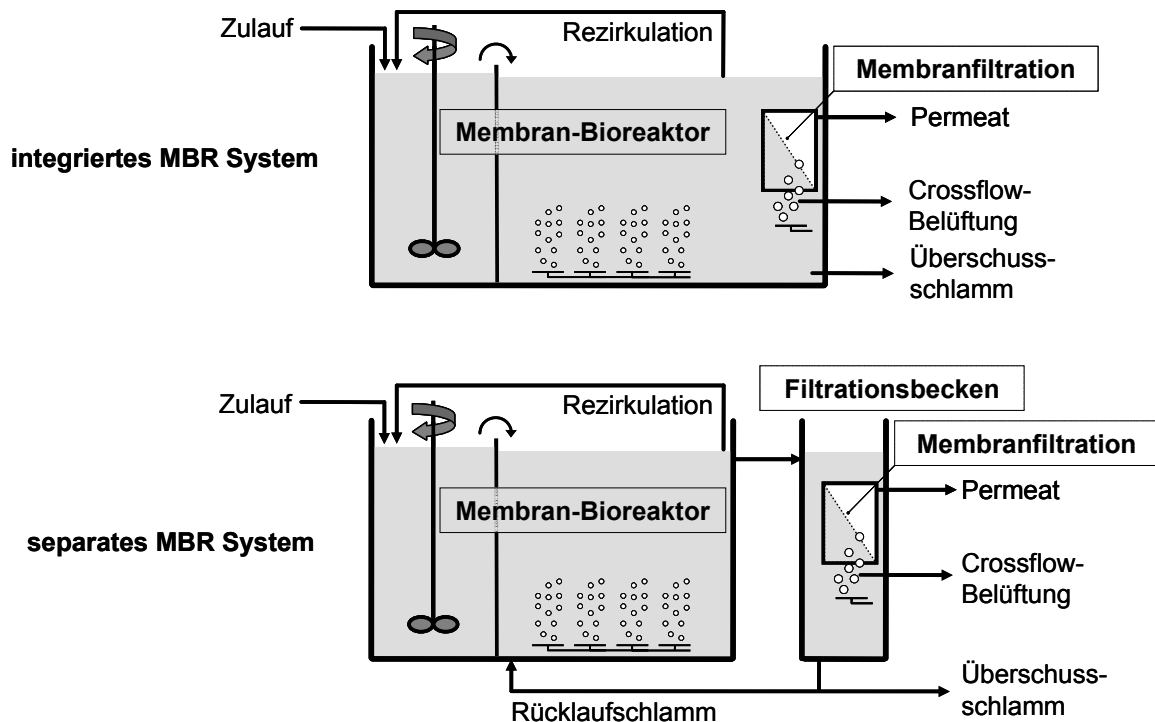 Zulauf
Rezirkulation
Membranfiltration
Membran-Bioreaktor
Permeat
integriertes MBR System
Crossflow-
Belüftung
Überschuss-
schlamm
Filtrationsbecken
Zulauf
Rezirkulation
Membranfiltration
Permeat
Membran-Bioreaktor
separates MBR System
Crossflow-
Belüftung
Überschuss-
schlamm
Rücklaufschlamm